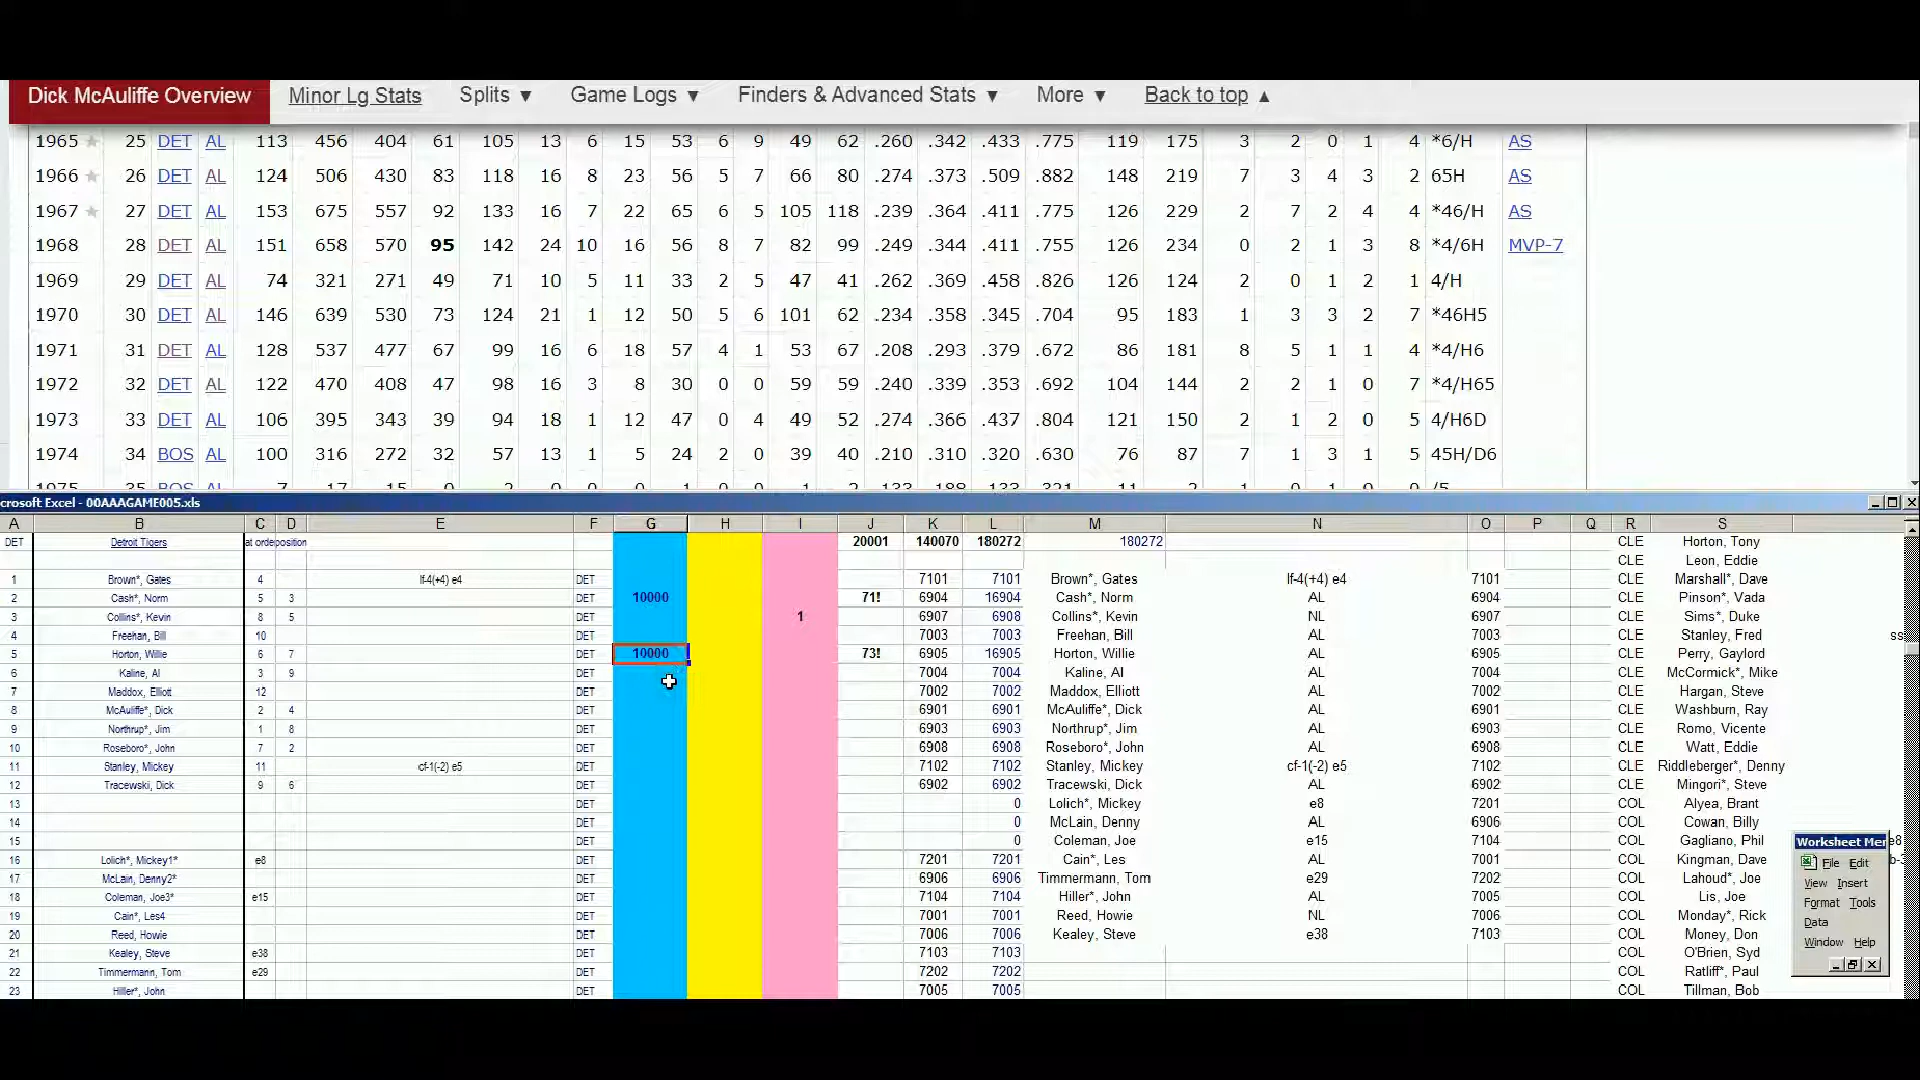 Dick McAuliffe Overview Minor Lg Stats Splits ▼ Game Logs ▼ Finders & Advanced Stats ▼ More ▼ Back to top ▲
1965 ★ 25 DET AL 113 456 404 61 105 13 6 15 53 6 9 49 62 .260 .342 .433 .775 119 175 3 2 0 1 4 *6/H AS
1966 ★ 26 DET AL 124 506 430 83 118 16 8 23 56 5 7 66 80 .274 .373 .509 .882 148 219 7 3 4 3 2 65H AS
1967 ★ 27 DET AL 153 675 557 92 133 16 7 22 65 6 5 105 118 .239 .364 .411 .775 126 229 2 7 2 4 4 *46/H AS
1968 28 DET AL 151 658 570 95 142 24 10 16 56 8 7 82 99 .249 .344 .411 .755 126 234 0 2 1 3 8 *4/6H MVP-7
1969 29 DET AL 74 321 271 49 71 10 5 11 33 2 5 47 41 .262 .369 .458 .826 126 124 2 0 1 2 1 4/H
1970 30 DET AL 146 639 530 73 124 21 1 12 50 5 6 101 62 .234 .358 .345 .704 95 183 1 3 3 2 7 *46H5
1971 31 DET AL 128 537 477 67 99 16 6 18 57 4 1 53 67 .208 .293 .379 .672 86 181 8 5 1 1 4 *4/H6
1972 32 DET AL 122 470 408 47 98 16 3 8 30 0 0 59 59 .240 .339 .353 .692 104 144 2 2 1 0 7 *4/H65
1973 33 DET AL 106 395 343 39 94 18 1 12 47 0 4 49 52 .274 .366 .437 .804 121 150 2 1 2 0 5 4/H6D
1974 34 BOS AL 100 316 272 32 57 13 1 5 24 2 0 39 40 .210 .310 .320 .630 76 87 7 1 3 1 5 45H/D6
crosoft Excel - 00AAAGAME005.xls
A B C D E F G H I J K L M N O P Q R S
DET Detroit Tigers at orde position 20001 140070 180272 180272 CLE Horton, Tony
CLE Leon, Eddie
1 Brown*, Gates 4 lf-4(+4) e4 DET 7101 7101 Brown*, Gates lf-4(+4) e4 7101 CLE Marshall*, Dave
2 Cash*, Norm 5 3 DET 10000 71! 6904 16904 Cash*, Norm AL 6904 CLE Pinson*, Vada
3 Collins*, Kevin 8 5 DET 1 6907 6908 Collins*, Kevin NL 6907 CLE Sims*, Duke
4 Freehan, Bill 10 DET 7003 7003 Freehan, Bill AL 7003 CLE Stanley, Fred ss
5 Horton, Willie 6 7 DET 10000 73! 6905 16905 Horton, Willie AL 6905 CLE Perry, Gaylord
6 Kaline, Al 3 9 DET 7004 7004 Kaline, Al AL 7004 CLE McCormick*, Mike
7 Maddox, Elliott 12 DET 7002 7002 Maddox, Elliott AL 7002 CLE Hargan, Steve
8 McAuliffe*, Dick 2 4 DET 6901 6901 McAuliffe*, Dick AL 6901 CLE Washburn, Ray
9 Northrup*, Jim 1 8 DET 6903 6903 Northrup*, Jim AL 6903 CLE Romo, Vicente
10 Roseboro*, John 7 2 DET 6908 6908 Roseboro*, John AL 6908 CLE Watt, Eddie
11 Stanley, Mickey 11 cf-1(-2) e5 DET 7102 7102 Stanley, Mickey cf-1(-2) e5 7102 CLE Riddleberger*, Denny
12 Tracewski, Dick 9 6 DET 6902 6902 Tracewski, Dick AL 6902 CLE Mingori*, Steve
13 DET 0 Lolich*, Mickey e8 7201 COL Alyea, Brant
14 DET 0 McLain, Denny AL 6906 COL Cowan, Billy
15 DET 0 Coleman, Joe e15 7104 COL Gagliano, Phil e8
16 Lolich*, Mickey1* e8 DET 7201 7201 Cain*, Les AL 7001 COL Kingman, Dave b-3
17 McLain, Denny2* DET 6906 6906 Timmermann, Tom e29 7202 COL Lahoud*, Joe
18 Coleman, Joe3* e15 DET 7104 7104 Hiller*, John AL 7005 COL Lis, Joe
19 Cain*, Les4 DET 7001 7001 Reed, Howie NL 7006 COL Monday*, Rick
20 Reed, Howie DET 7006 7006 Kealey, Steve e38 7103 COL Money, Don
21 Kealey, Steve e38 DET 7103 7103 COL O'Brien, Syd
22 Timmermann, Tom e29 DET 7202 7202 COL Ratliff*, Paul
23 Hiller*, John DET 7005 7005 COL Tillman, Bob
Worksheet Mer
File Edit
View Insert
Format Tools
Data
Window Help